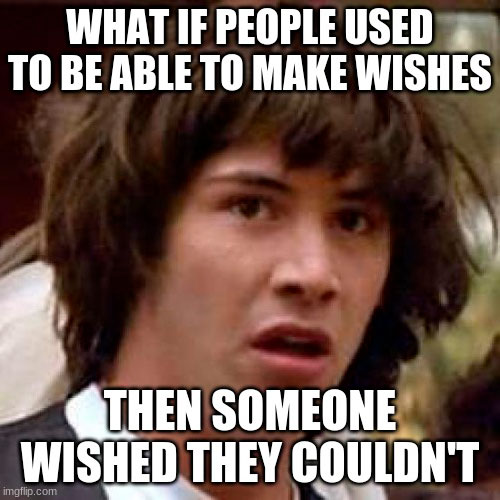 WHAT IF PEOPLE USED
TO BE ABLE TO MAKE WISHES
THEN SOMEONE
WISHED THEY COULDN'T
imgflip.com